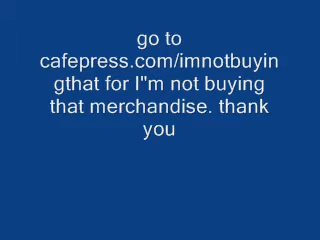 go to
cafepress.com/imnotbuyin
gthat for I"m not buying
that merchandise. thank
you